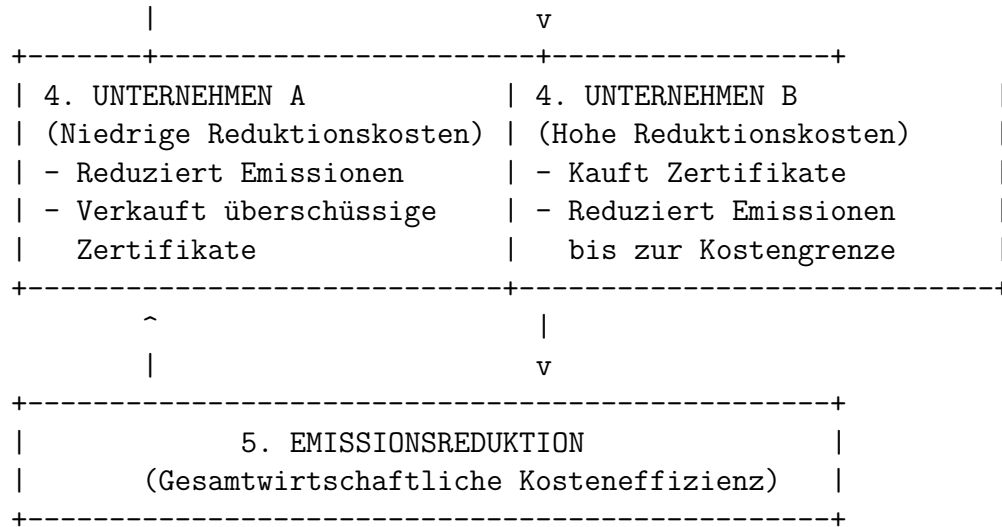 |                       v
+-------+-----------------------+-----------------+
| 4. UNTERNEHMEN A            | 4. UNTERNEHMEN B            |
| (Niedrige Reduktionskosten) | (Hohe Reduktionskosten)     |
| - Reduziert Emissionen      | - Kauft Zertifikate         |
| - Verkauft überschüssige    | - Reduziert Emissionen      |
|   Zertifikate               |   bis zur Kostengrenze      |
+-----------------------------+-----------------------------+
^                       |
|                       v
+-------------------------------------------------+
|             5. EMISSIONSREDUKTION               |
|       (Gesamtwirtschaftliche Kosteneffizienz)   |
+-------------------------------------------------+